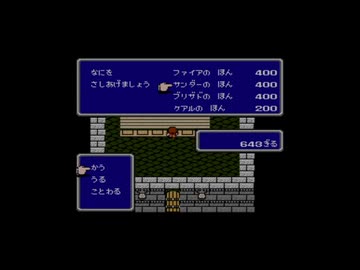 なにを
さしあげましょう
ファイアの ほん 400
サンダーの ほん 400
ブリザドの ほん 400
ケアルの ほん 200
643ぎる
かう
うる
ことわる